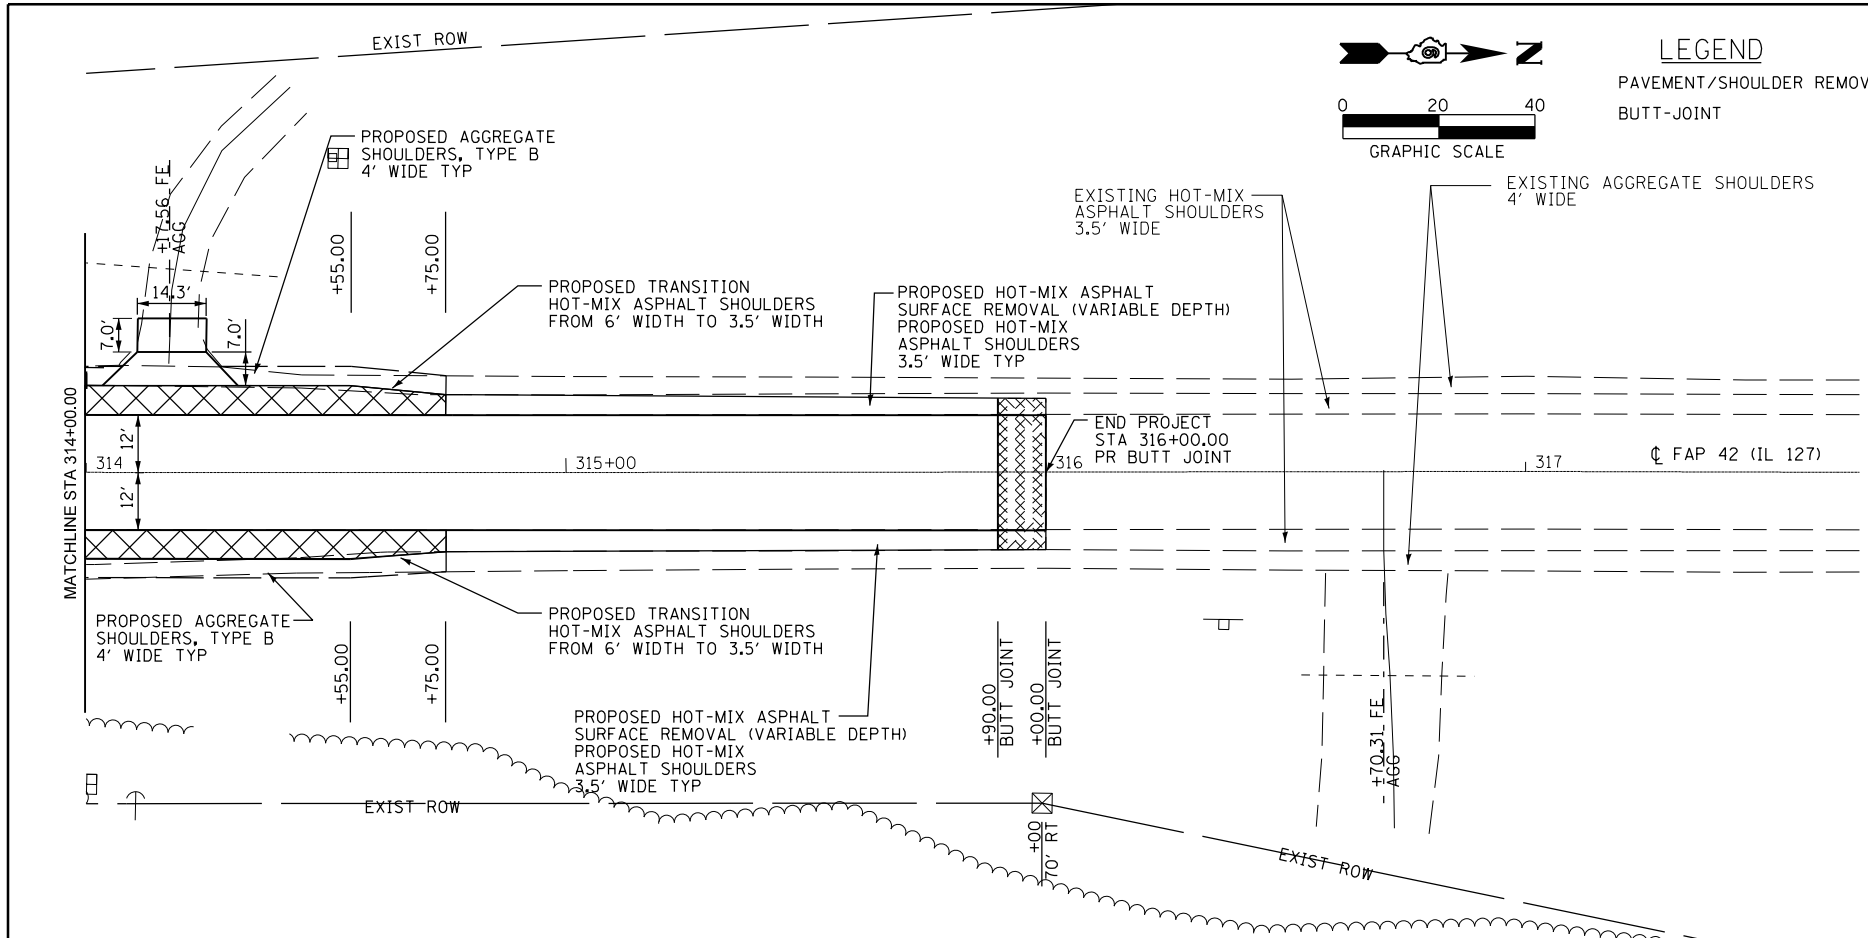 EXIST ROW
N
0 20 40
GRAPHIC SCALE
LEGEND
PAVEMENT/SHOULDER REMOV
BUTT-JOINT
PROPOSED AGGREGATE
SHOULDERS, TYPE B
4' WIDE TYP
+17.56 FE
AGG
+55.00
+75.00
EXISTING HOT-MIX
ASPHALT SHOULDERS
3.5' WIDE
EXISTING AGGREGATE SHOULDERS
4' WIDE
14.3'
7.0'
7.0'
PROPOSED TRANSITION
HOT-MIX ASPHALT SHOULDERS
FROM 6' WIDTH TO 3.5' WIDTH
PROPOSED HOT-MIX ASPHALT
SURFACE REMOVAL (VARIABLE DEPTH)
PROPOSED HOT-MIX
ASPHALT SHOULDERS
3.5' WIDE TYP
MATCHLINE STA 314+00.00
12'
12'
314
315+00
END PROJECT
STA 316+00.00
PR BUTT JOINT
316
317
℄ FAP 42 (IL 127)
PROPOSED AGGREGATE
SHOULDERS, TYPE B
4' WIDE TYP
+55.00
+75.00
PROPOSED TRANSITION
HOT-MIX ASPHALT SHOULDERS
FROM 6' WIDTH TO 3.5' WIDTH
PROPOSED HOT-MIX ASPHALT
SURFACE REMOVAL (VARIABLE DEPTH)
PROPOSED HOT-MIX
ASPHALT SHOULDERS
3.5' WIDE TYP
+90.00
BUTT JOINT
+00.00
BUTT JOINT
+70.31 FE
AGG
EXIST ROW
+00
70' RT
EXIST ROW